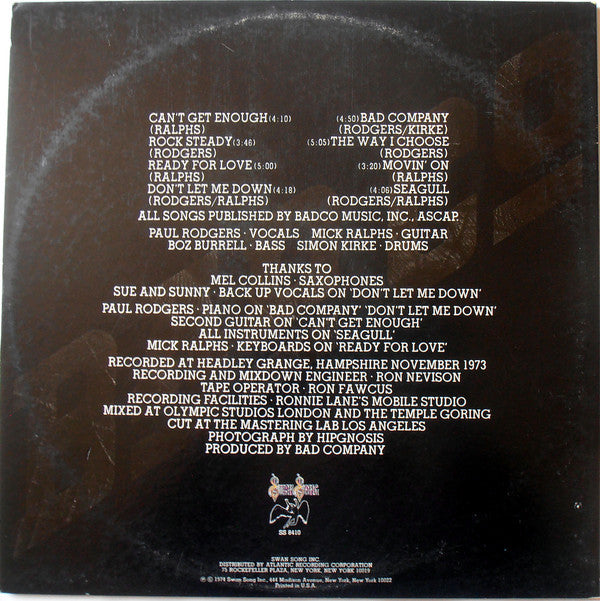 CAN'T GET ENOUGH (4:10) (4:50) BAD COMPANY
(RALPHS) (RODGERS/KIRKE)
ROCK STEADY (3:46) (5:05) THE WAY I CHOOSE
(RODGERS) (RODGERS)
READY FOR LOVE (5:00) (3:20) MOVIN' ON
(RALPHS) (RALPHS)
DON'T LET ME DOWN (4:18) (4:06) SEAGULL
(RODGERS/RALPHS) (RODGERS/RALPHS)
ALL SONGS PUBLISHED BY BADCO MUSIC, INC., ASCAP.
PAUL RODGERS · VOCALS MICK RALPHS · GUITAR
BOZ BURRELL · BASS SIMON KIRKE · DRUMS
THANKS TO
MEL COLLINS · SAXOPHONES
SUE AND SUNNY · BACK UP VOCALS ON 'DON'T LET ME DOWN'
PAUL RODGERS · PIANO ON 'BAD COMPANY' 'DON'T LET ME DOWN'
SECOND GUITAR ON 'CAN'T GET ENOUGH'
ALL INSTRUMENTS ON 'SEAGULL'
MICK RALPHS · KEYBOARDS ON 'READY FOR LOVE'
RECORDED AT HEADLEY GRANGE, HAMPSHIRE NOVEMBER 1973
RECORDING AND MIXDOWN ENGINEER · RON NEVISON
TAPE OPERATOR · RON FAWCUS
RECORDING FACILITIES · RONNIE LANE'S MOBILE STUDIO
MIXED AT OLYMPIC STUDIOS LONDON AND THE TEMPLE GORING
CUT AT THE MASTERING LAB LOS ANGELES
PHOTOGRAPH BY HIPGNOSIS
PRODUCED BY BAD COMPANY
SS 8410
SWAN SONG INC.
DISTRIBUTED BY ATLANTIC RECORDING CORPORATION
75 ROCKEFELLER PLAZA, NEW YORK, NEW YORK 10019
℗ © 1974 Swan Song Inc., 444 Madison Avenue, New York, New York 10022
Printed in U.S.A.